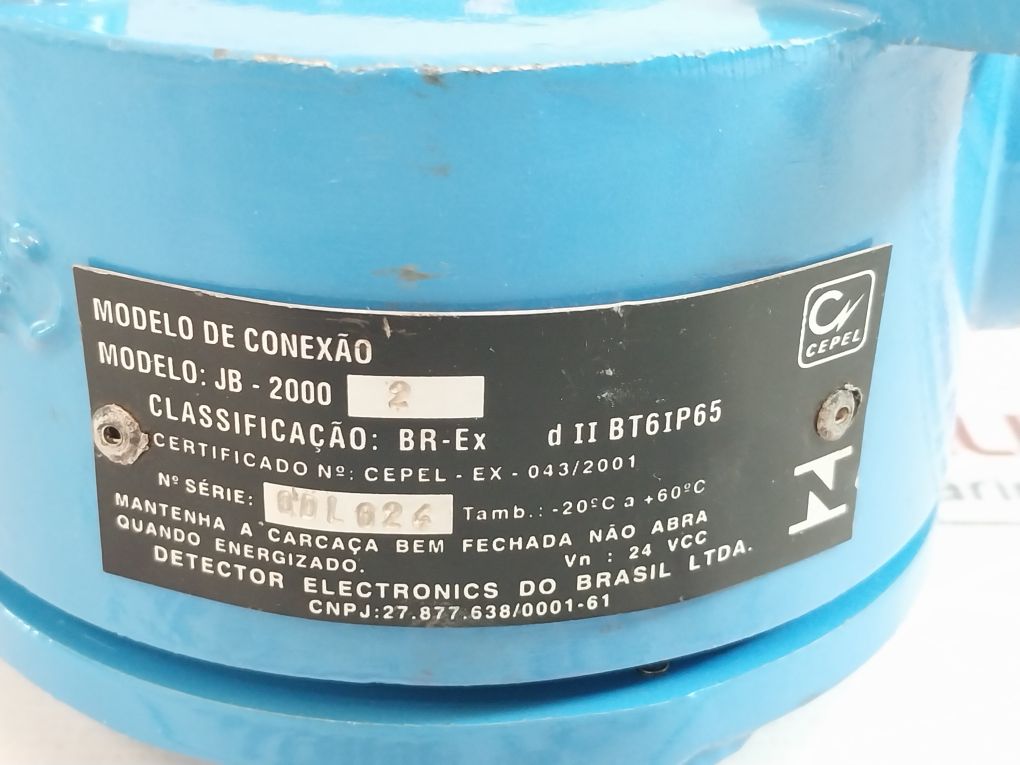 MODELO DE CONEXÃO
CEPEL
MODELO: JB - 2000 2
CLASSIFICAÇÃO: BR-Ex d II BT6IP65
CERTIFICADO Nº: CEPEL - EX - 043/2001
Nº SÉRIE: Tamb.: -20ºC a +60ºC
MANTENHA A CARCAÇA BEM FECHADA NÃO ABRA
QUANDO ENERGIZADO. Vn : 24 VCC
DETECTOR ELECTRONICS DO BRASIL LTDA.
CNPJ:27.877.638/0001-61